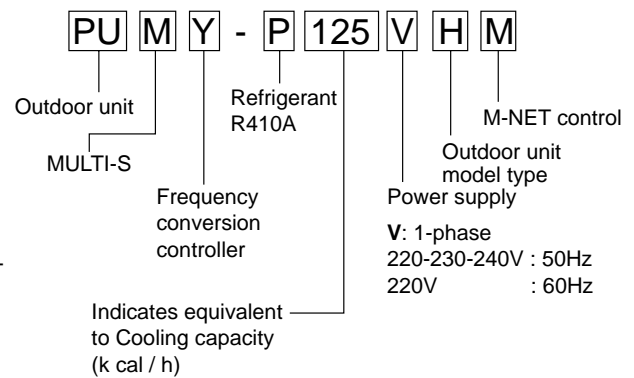 PU M Y - P 125 V H M
Outdoor unit
MULTI-S
Frequency
conversion
controller
Indicates equivalent
to Cooling capacity
(k cal / h)
Refrigerant
R410A
Power supply
V: 1-phase
220-230-240V : 50Hz
220V : 60Hz
Outdoor unit
model type
M-NET control